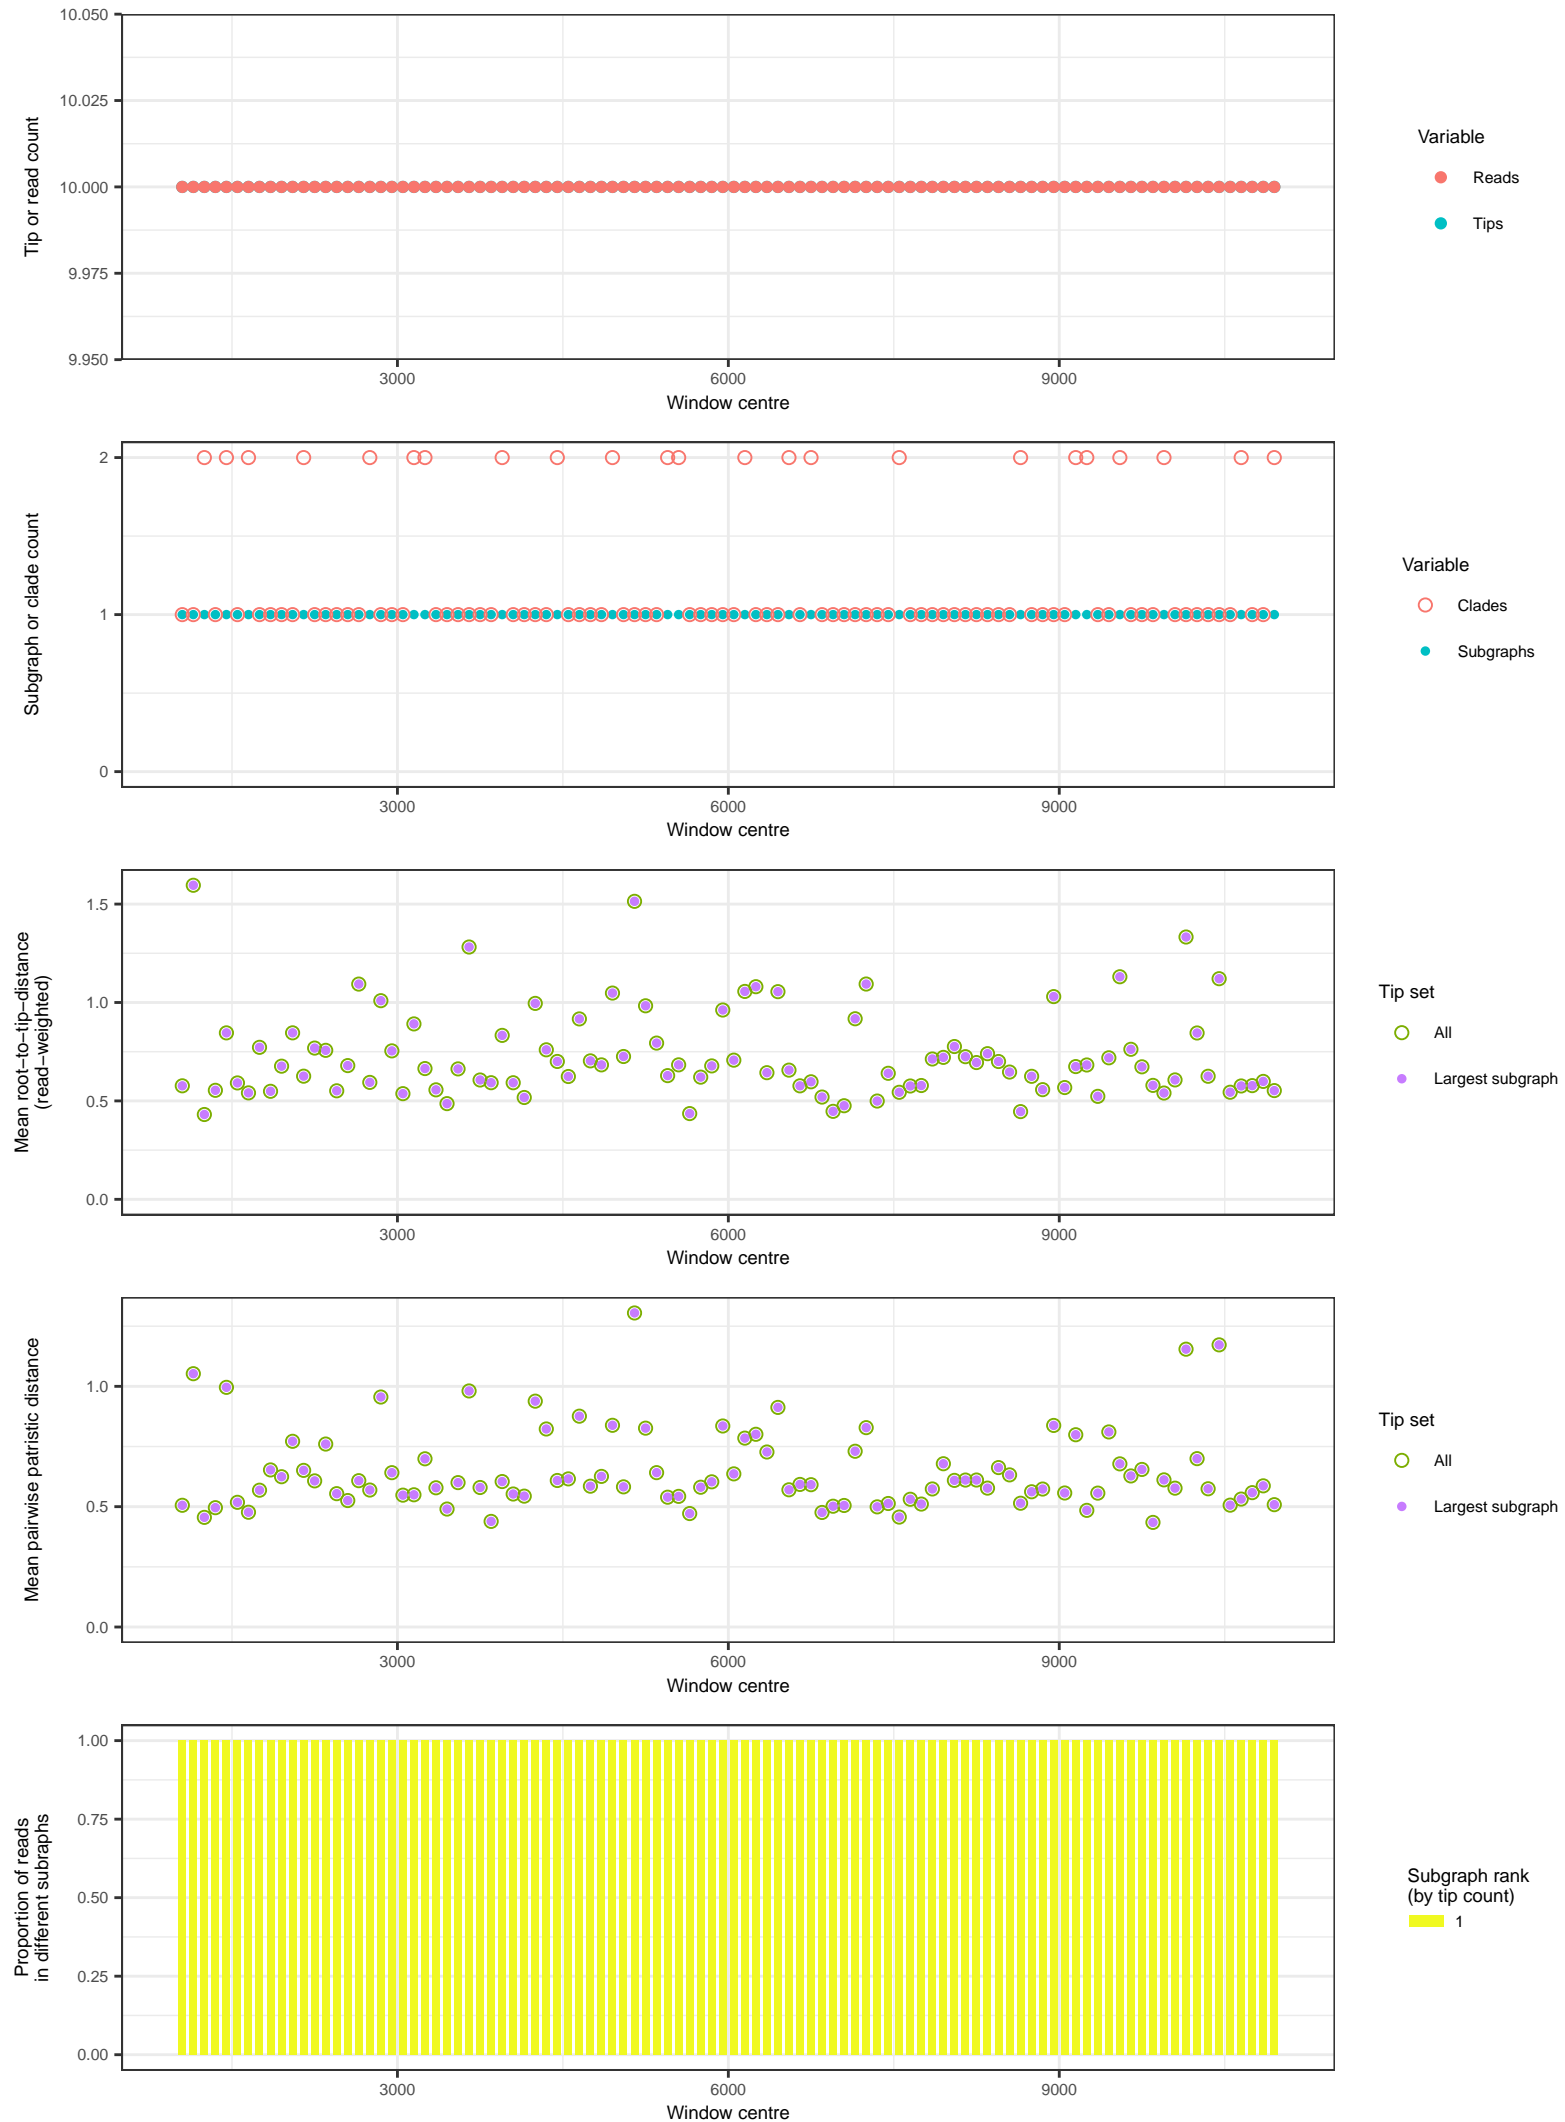 10.050
10.025
10.000
9.975
9.950
Tip or read count
3000
6000
9000
Window centre
Variable
Reads
Tips
2
1
0
Subgraph or clade count
3000
6000
9000
Window centre
Variable
Clades
Subgraphs
1.5
1.0
0.5
0.0
Mean root−to−tip−distance
(read−weighted)
3000
6000
9000
Window centre
Tip set
All
Largest subgraph
1.0
0.5
0.0
Mean pairwise patristic distance
3000
6000
9000
Window centre
Tip set
All
Largest subgraph
1.00
0.75
0.50
0.25
0.00
Proportion of reads
in different subraphs
3000
6000
9000
Window centre
Subgraph rank
(by tip count)
1